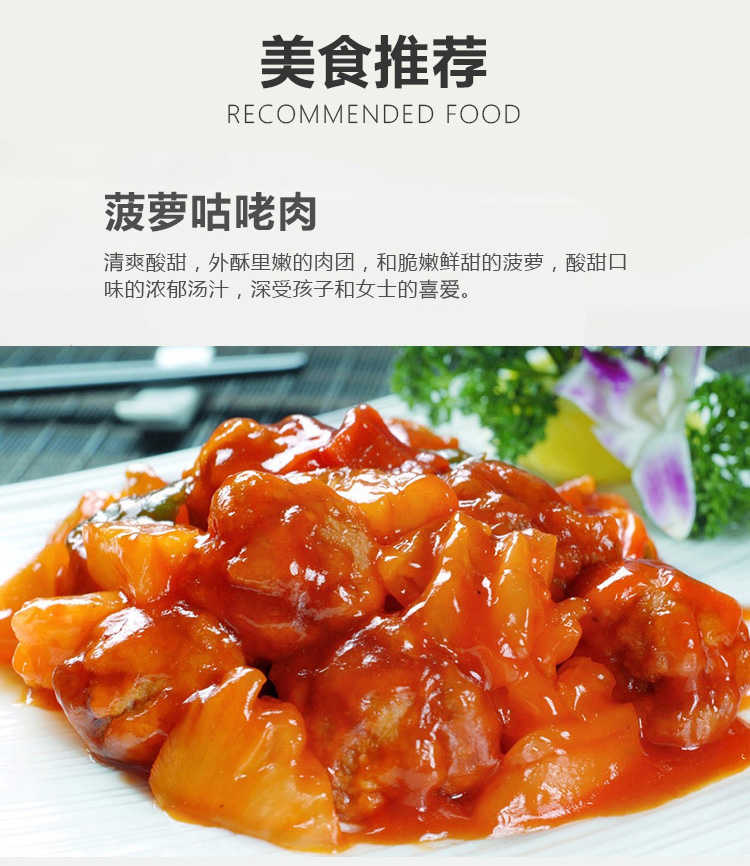 美食推荐
RECOMMENDED FOOD
菠萝咕咾肉
清爽酸甜，外酥里嫩的肉团，和脆嫩鲜甜的菠萝，酸甜口
味的浓郁汤汁，深受孩子和女士的喜爱。